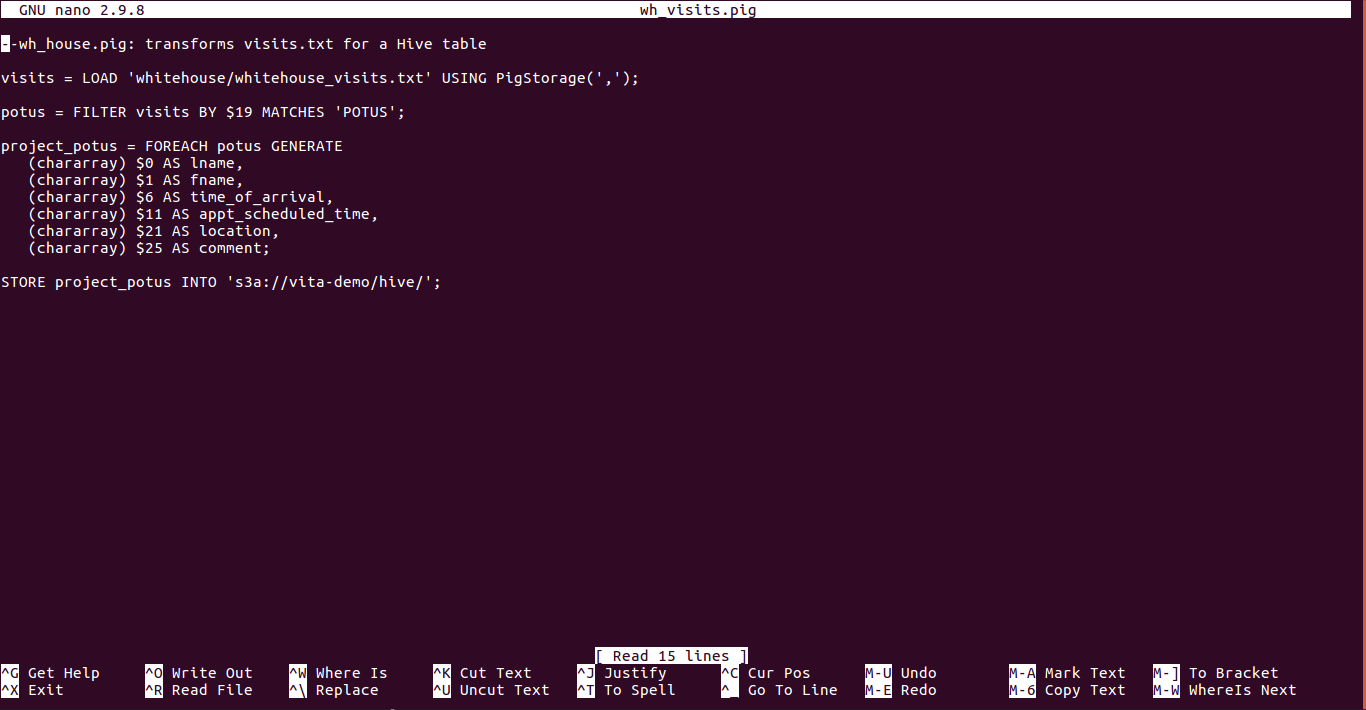 GNU nano 2.9.8 wh_visits.pig
--wh_house.pig: transforms visits.txt for a Hive table
visits = LOAD 'whitehouse/whitehouse_visits.txt' USING PigStorage(',');
potus = FILTER visits BY $19 MATCHES 'POTUS';
project_potus = FOREACH potus GENERATE
(chararray) $0 AS lname,
(chararray) $1 AS fname,
(chararray) $6 AS time_of_arrival,
(chararray) $11 AS appt_scheduled_time,
(chararray) $21 AS location,
(chararray) $25 AS comment;
STORE project_potus INTO 's3a://vita-demo/hive/';
[ Read 15 lines ]
^G Get Help ^O Write Out ^W Where Is ^K Cut Text ^J Justify ^C Cur Pos M-U Undo M-A Mark Text M-] To Bracket
^X Exit ^R Read File ^\ Replace ^U Uncut Text ^T To Spell ^_ Go To Line M-E Redo M-6 Copy Text M-W WhereIs Next